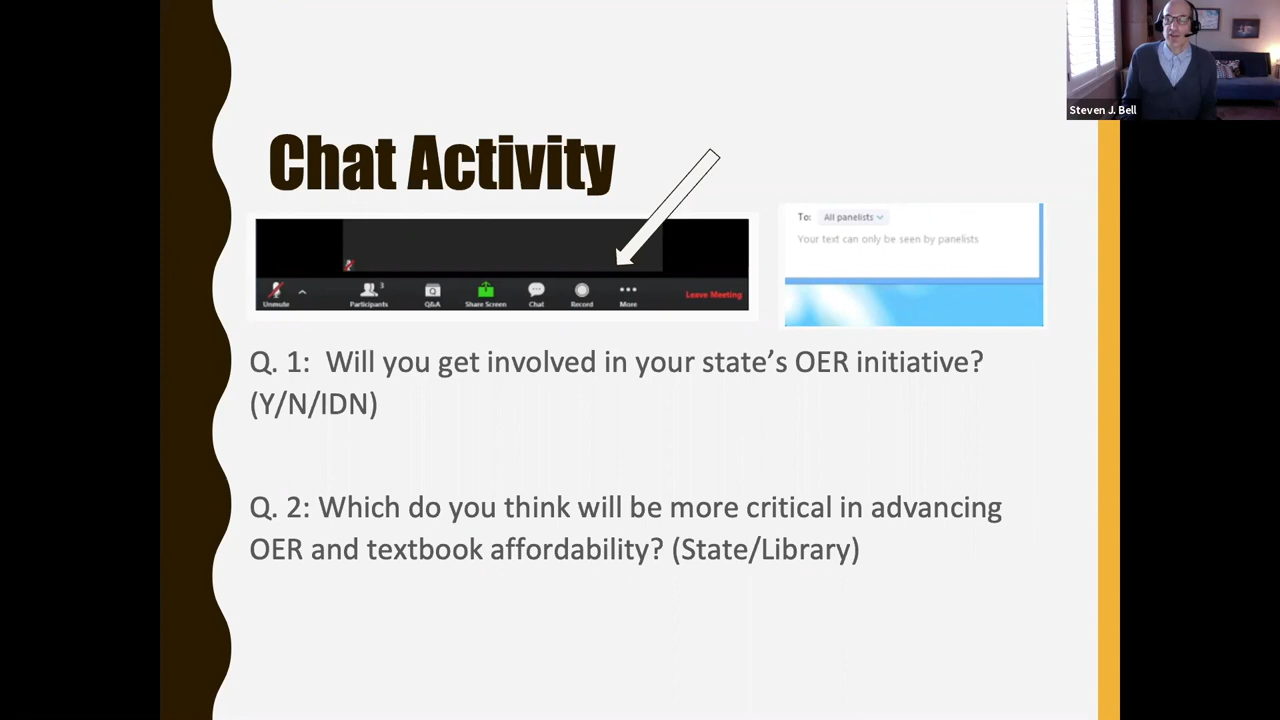 Steven J. Bell
Chat Activity
To: All panelists
Your text can only be seen by panelists
3
Unmute Participants Q&A Share Screen Chat Record More Leave Meeting
Q. 1: Will you get involved in your state’s OER initiative?
(Y/N/IDN)
Q. 2: Which do you think will be more critical in advancing
OER and textbook affordability? (State/Library)